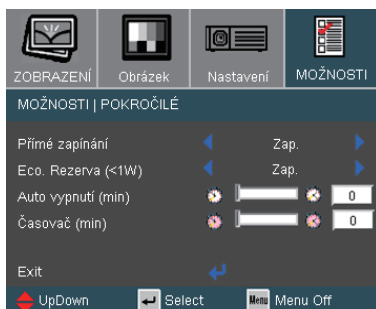 ZOBRAZENÍ Obrázek Nastavení MOŽNOSTI
MOŽNOSTI | POKROČILÉ
Přímé zapínání Zap.
Eco. Rezerva (<1W) Zap.
Auto vypnutí (min) 0
Časovač (min) 0
Exit
UpDown Select Menu Menu Off